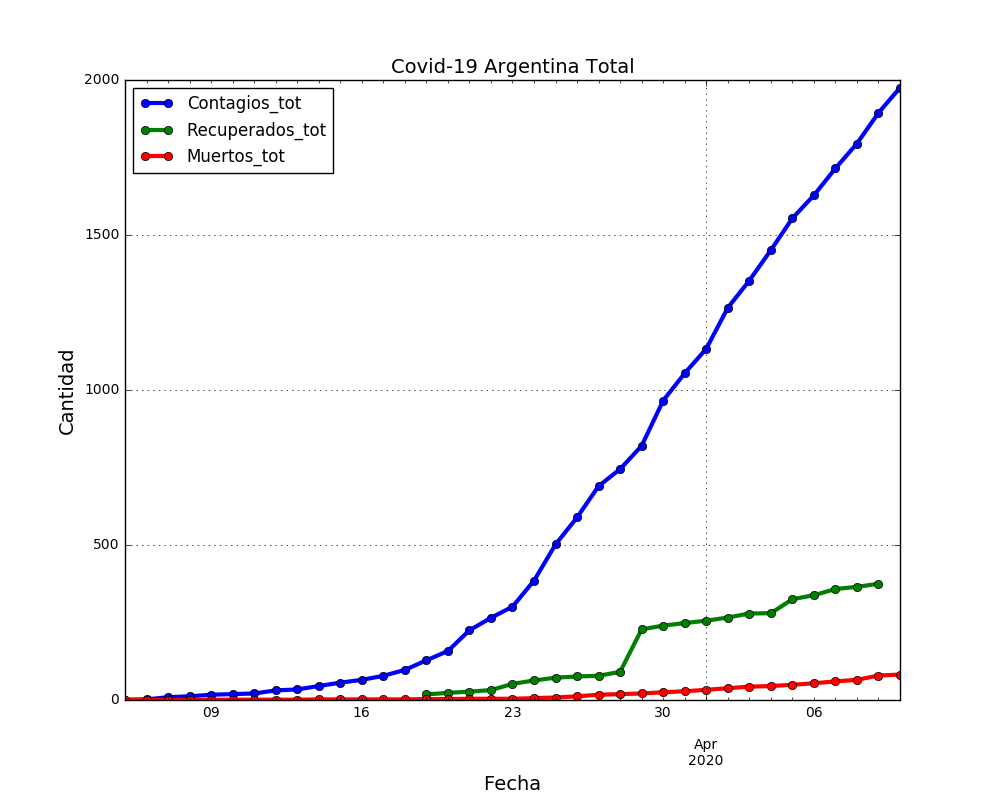 Covid-19 Argentina Total
2000
Contagios_tot
Recuperados_tot
Muertos_tot
1500
1000
500
0
Cantidad
09 16 23 30 06
Apr
2020
Fecha